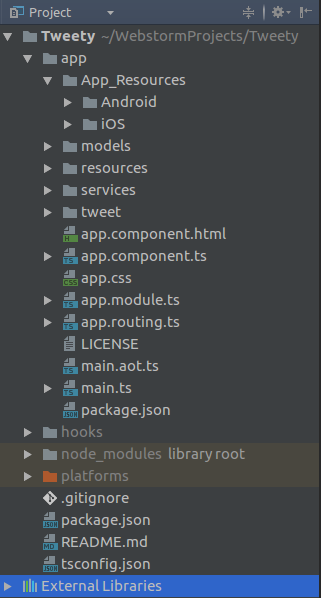 Project
Tweety ~/WebstormProjects/Tweety
app
App_Resources
Android
iOS
models
resources
services
tweet
app.component.html
app.component.ts
app.css
app.module.ts
app.routing.ts
LICENSE
main.aot.ts
main.ts
package.json
hooks
node_modules library root
platforms
.gitignore
package.json
README.md
tsconfig.json
External Libraries